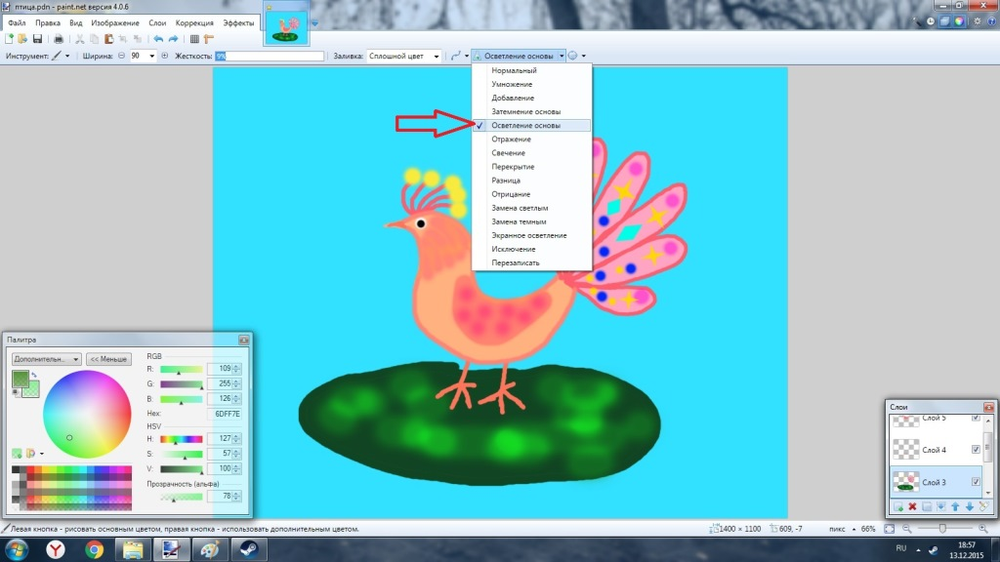 птица.pdn - paint.net версия 4.0.6
Файл Правка Вид Изображение Слои Коррекция Эффекты
Инструмент: Ширина: 90 Жесткость: Заливка: Сплошной цвет Осветление основы
Нормальный
Умножение
Добавление
Затемнение основы
Осветление основы
Отражение
Свечение
Перекрытие
Разница
Отрицание
Замена светлым
Замена темным
Экранное осветление
Исключение
Перезаписать
Палитра
Дополнительн... << Меньше
RGB
R: 109
G: 255
B: 126
Hex: 6DFF7E
HSV
H: 127
S: 57
V: 100
Прозрачность (альфа)
78
Слои
Слой 5
Слой 4
Слой 3
Левая кнопка - рисовать основным цветом, правая кнопка - использовать дополнительным цветом.
1400 × 1100 609, -7 пикс 66%
RU 18:57
13.12.2015